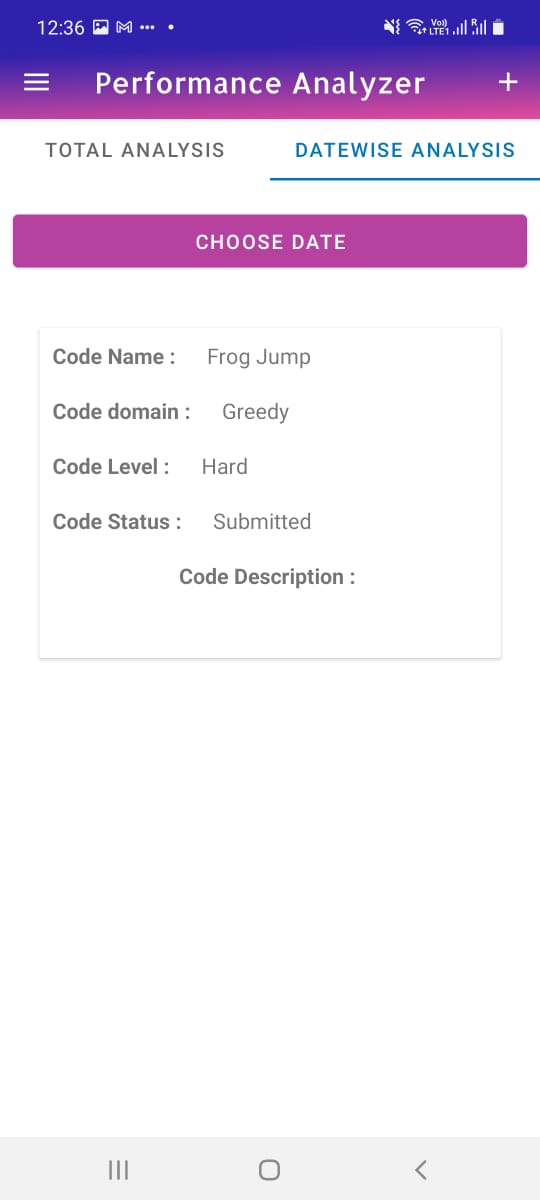 12:36
Vo)) R
LTE1
Performance Analyzer
TOTAL ANALYSIS DATEWISE ANALYSIS
CHOOSE DATE
Code Name : Frog Jump
Code domain : Greedy
Code Level : Hard
Code Status : Submitted
Code Description :